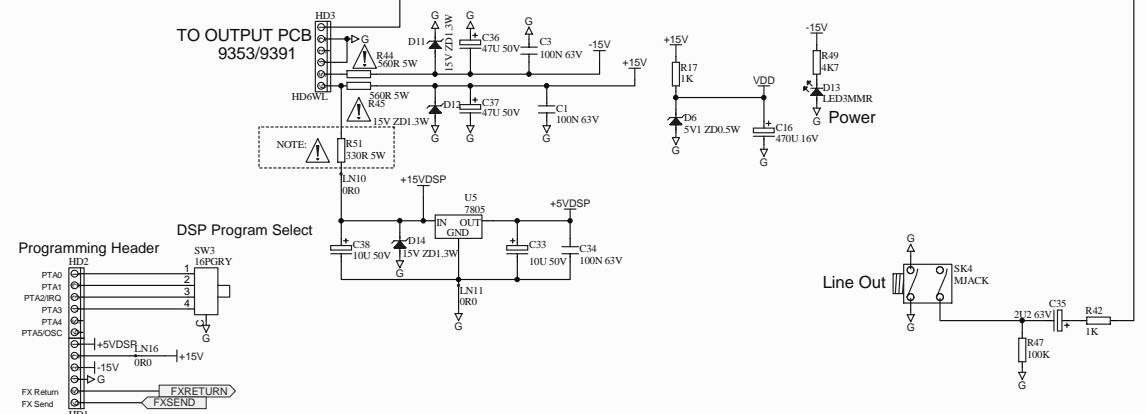 HD3
TO OUTPUT PCB
9353/9391
G
HD6WL
R44
560R 5W
560R 5W
R45
G
D11
15V ZD1.3W
G
C36
47U 50V
G
C3
100N 63V
-15V
+15V
D12
15V ZD1.3W
G
C37
47U 50V
G
C1
100N 63V
G
+15V
R17
1K
VDD
D6
5V1 ZD0.5W
G
C16
470U 16V
G
-15V
R49
4K7
D13
LED3MMR
G
Power
NOTE:
R51
330R 5W
LN10
0R0
+15VDSP
U5
7805
IN OUT
GND
+5VDSP
C38
10U 50V
D14
15V ZD1.3W
G
C33
10U 50V
C34
100N 63V
LN11
0R0
G
DSP Program Select
SW3
16PGRY
1
2
3
4
C
G
Programming Header
HD2
PTA0
PTA1
PTA2/IRQ
PTA3
PTA4
PTA5/OSC
+5VDSP
LN16
0R0
+15V
-15V
G
FX Return
FXRETURN
FX Send
FXSEND
HD1
Line Out
G
SK4
MJACK
G
C35
2U2 63V
R42
1K
R47
100K
G